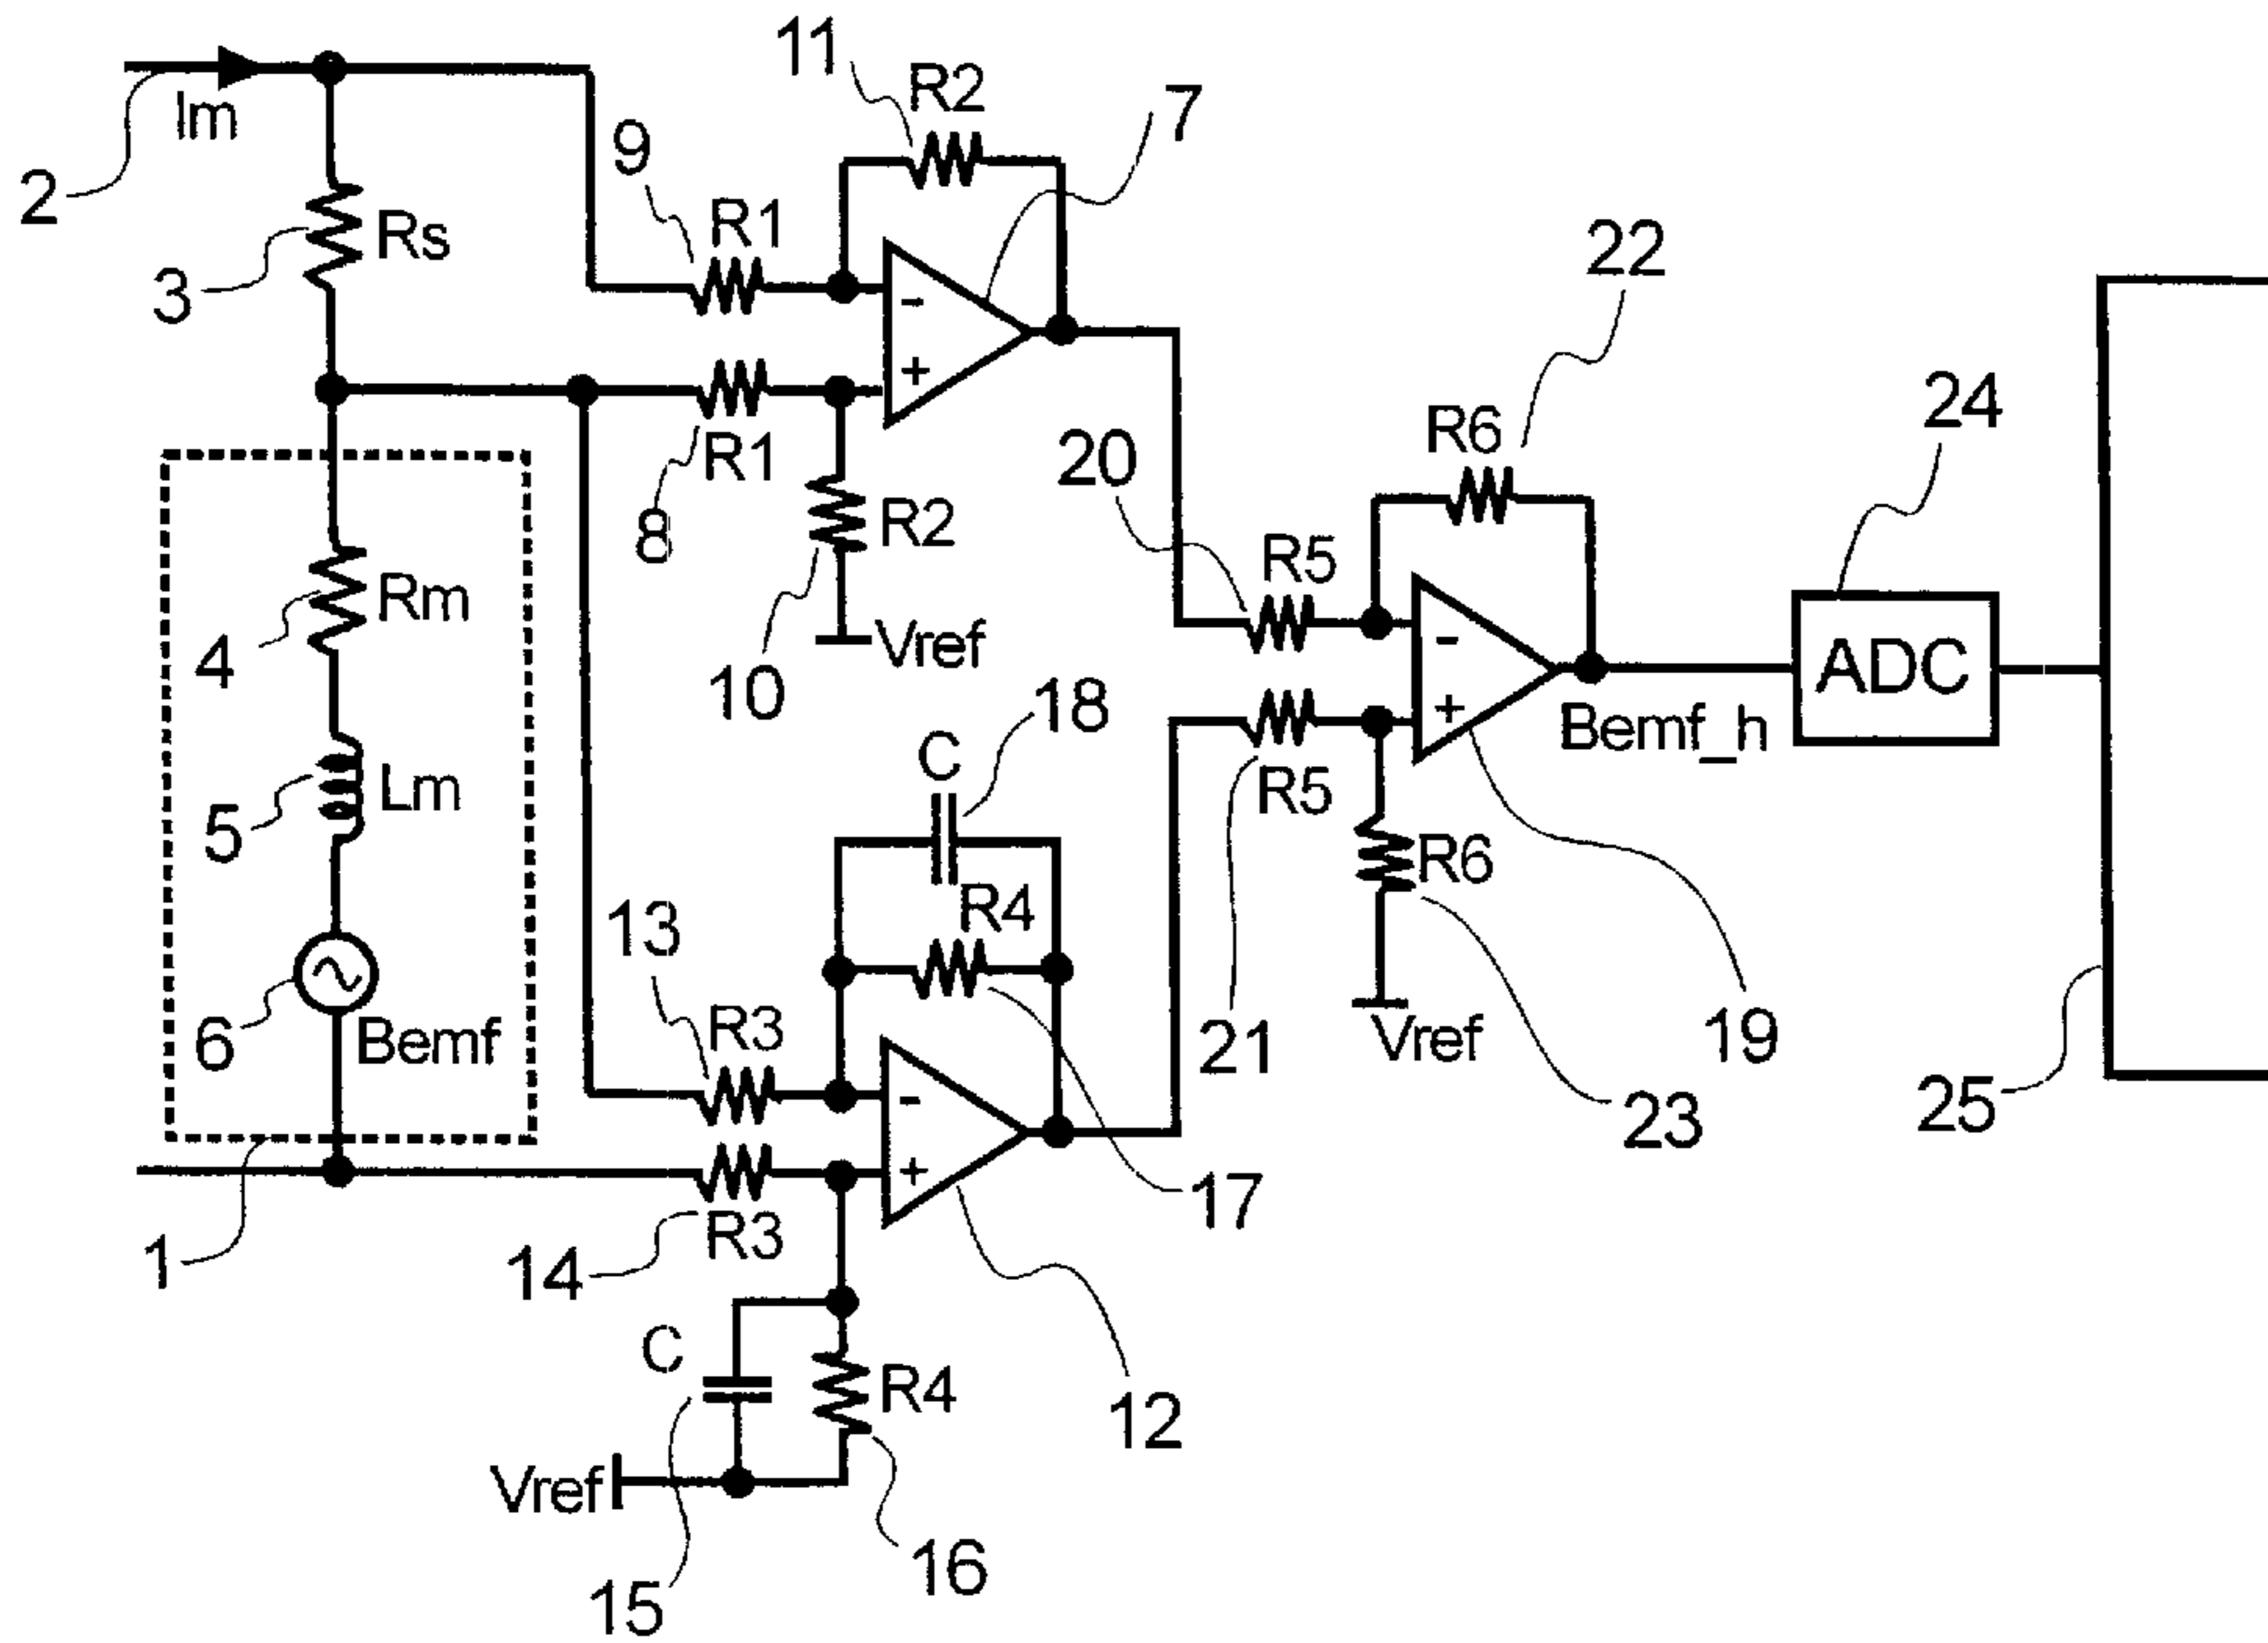 11
R2
7
Im
2
9
R1
Rs
3
22
-
+
R1
20
R6
24
8
R2
Rm
4
R5
10
Vref
18
-
ADC
C
+
Bemf_h
5
Lm
R5
R6
R4
13
6
Bemf
R3
21
Vref
19
25
23
-
+
17
1
14
R3
C
R4
12
Vref
16
15